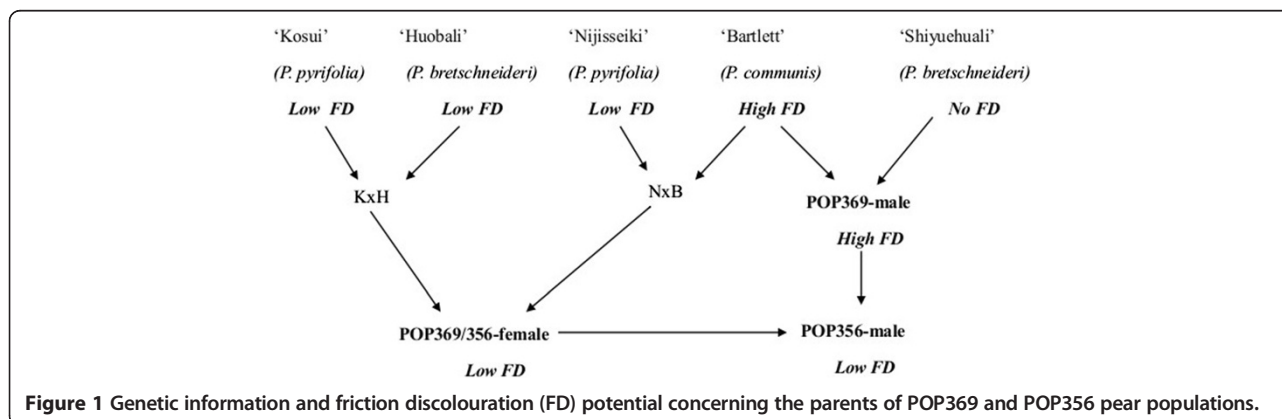 ‘Kosui’ ‘Huobali’ ‘Nijisseiki’ ‘Bartlett’ ‘Shiyuehuali’
(P. pyrifolia) (P. bretschneideri) (P. pyrifolia) (P. communis) (P. bretschneideri)
Low FD Low FD Low FD High FD No FD
KxH NxB POP369-male
High FD
POP369/356-female POP356-male
Low FD Low FD
Figure 1 Genetic information and friction discolouration (FD) potential concerning the parents of POP369 and POP356 pear populations.